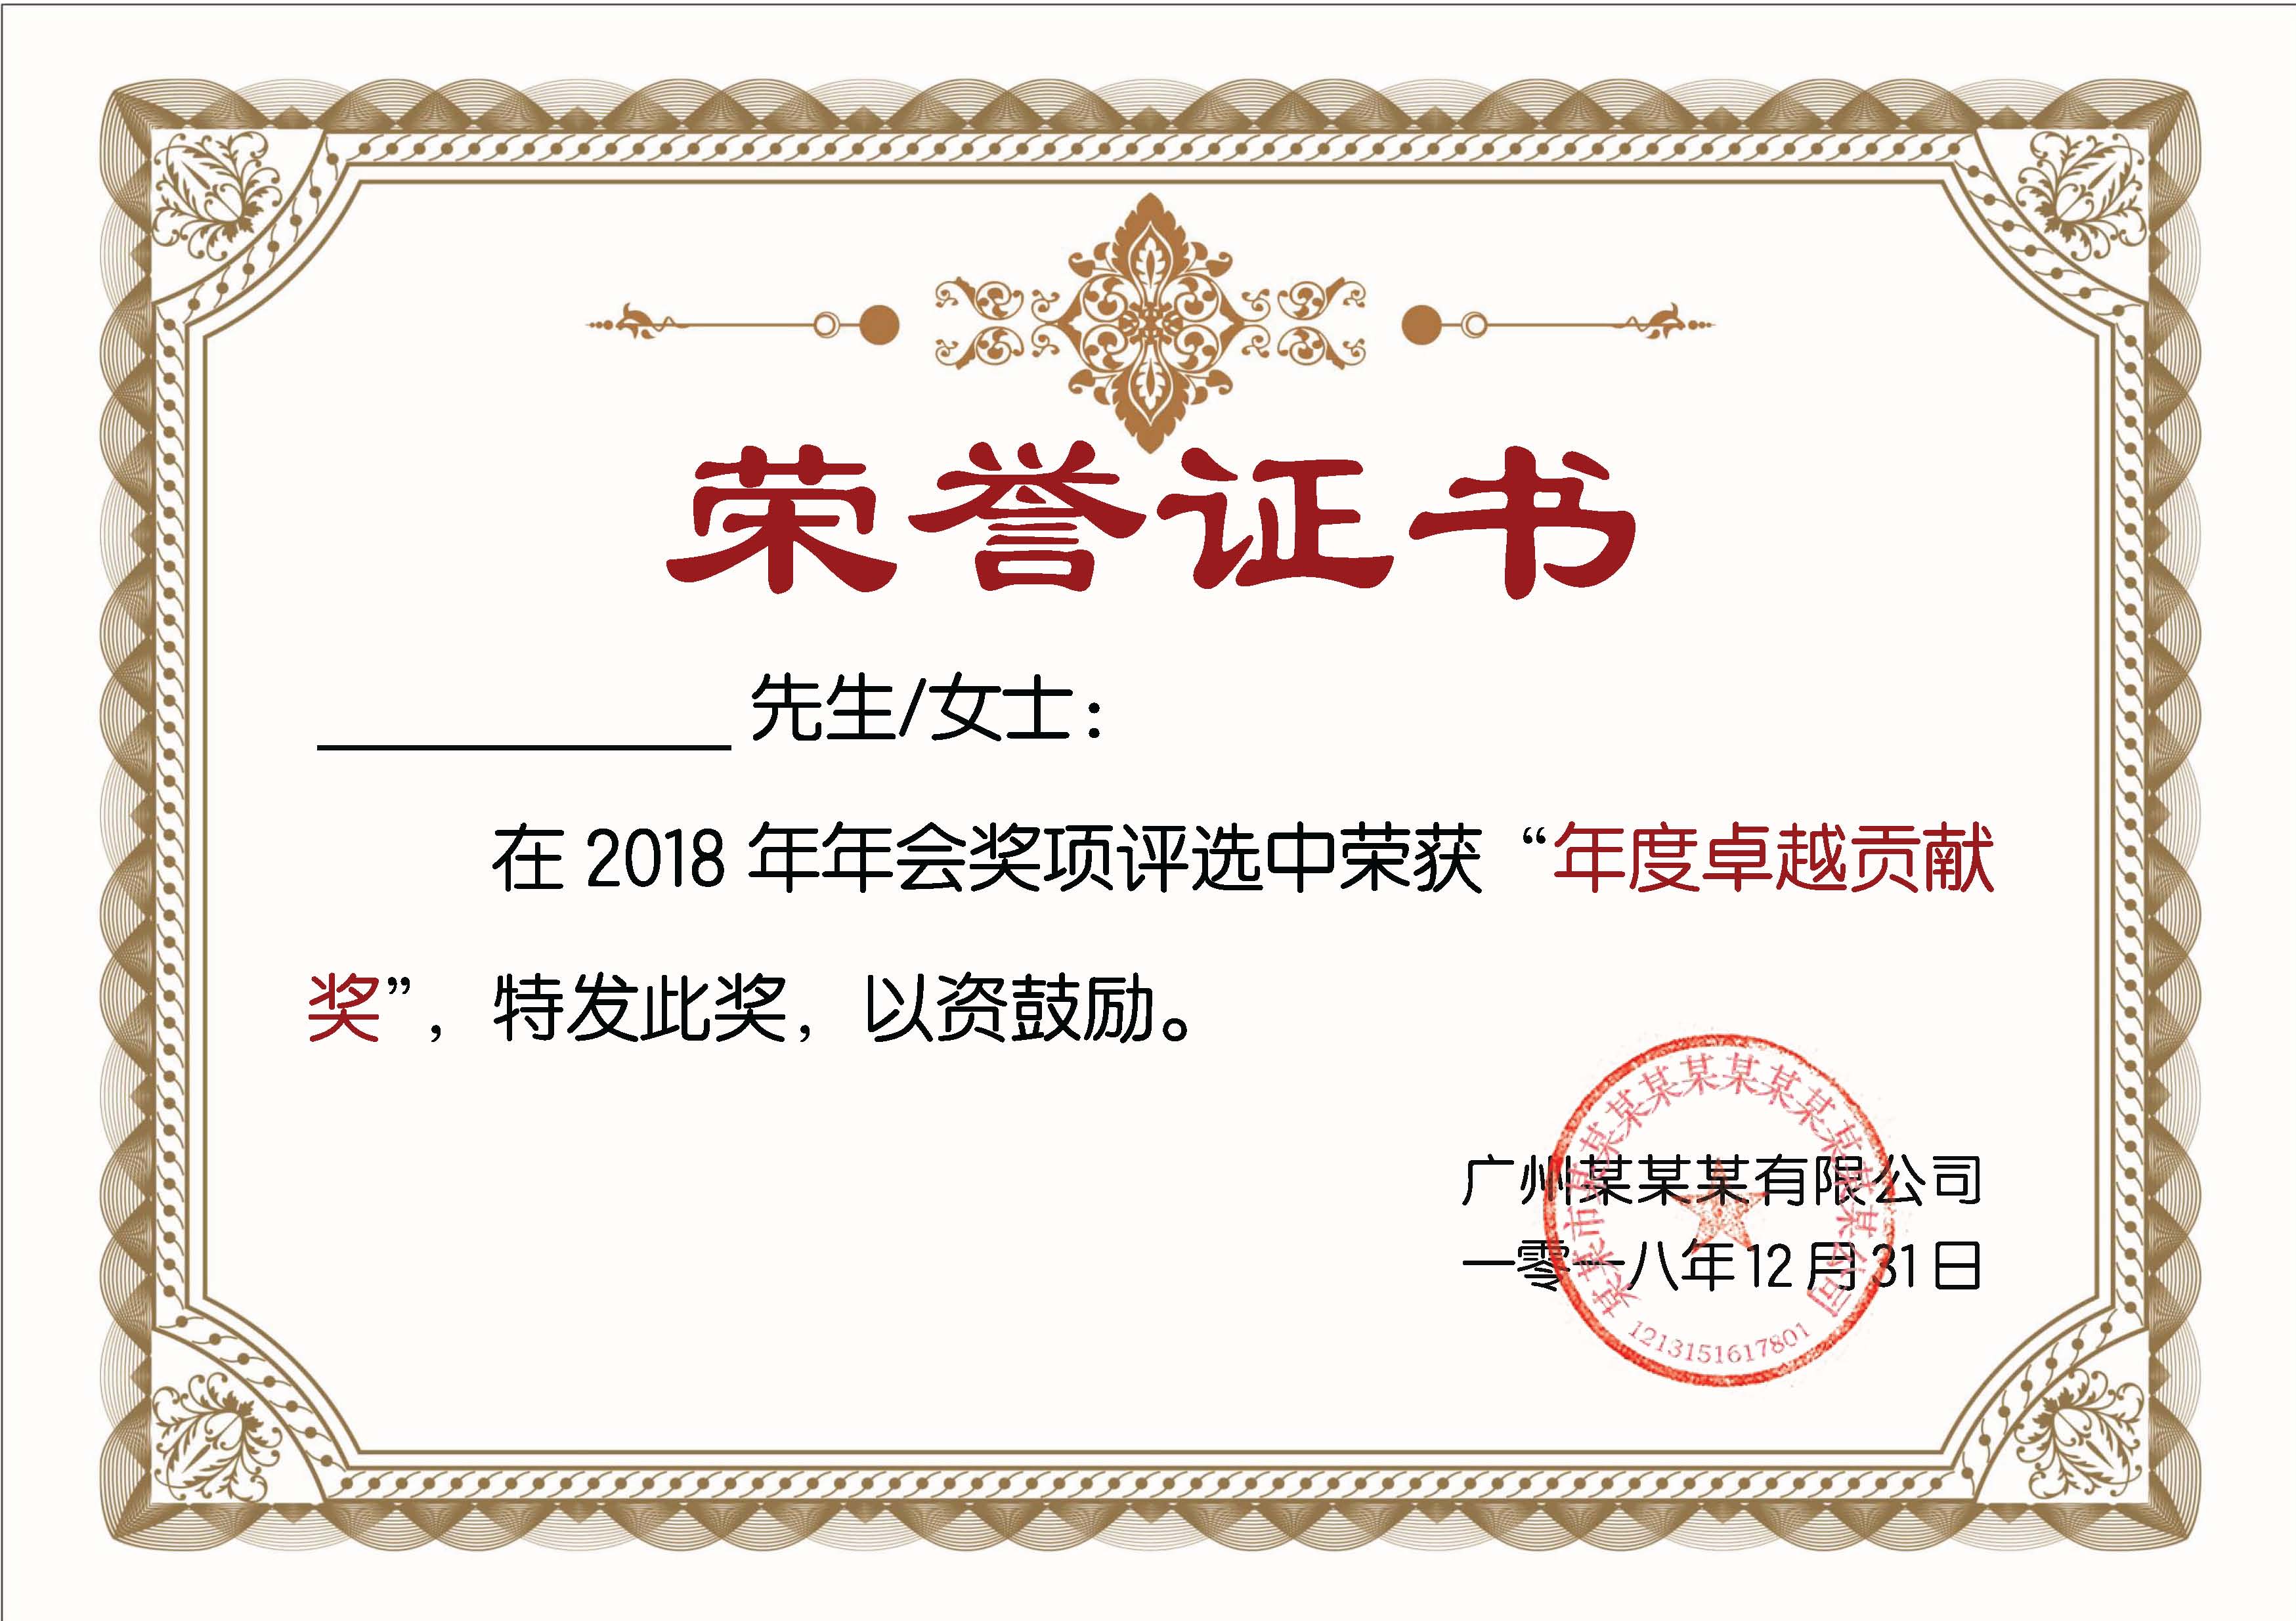 荣誉证书
先生/女士：
在 2018 年年会奖项评选中荣获“年度卓越贡献
奖”，特发此奖，以资鼓励。
广州某某某有限公司
一零一八年12月31日
某某市某某某某某某某某某某某公司
1213151617801